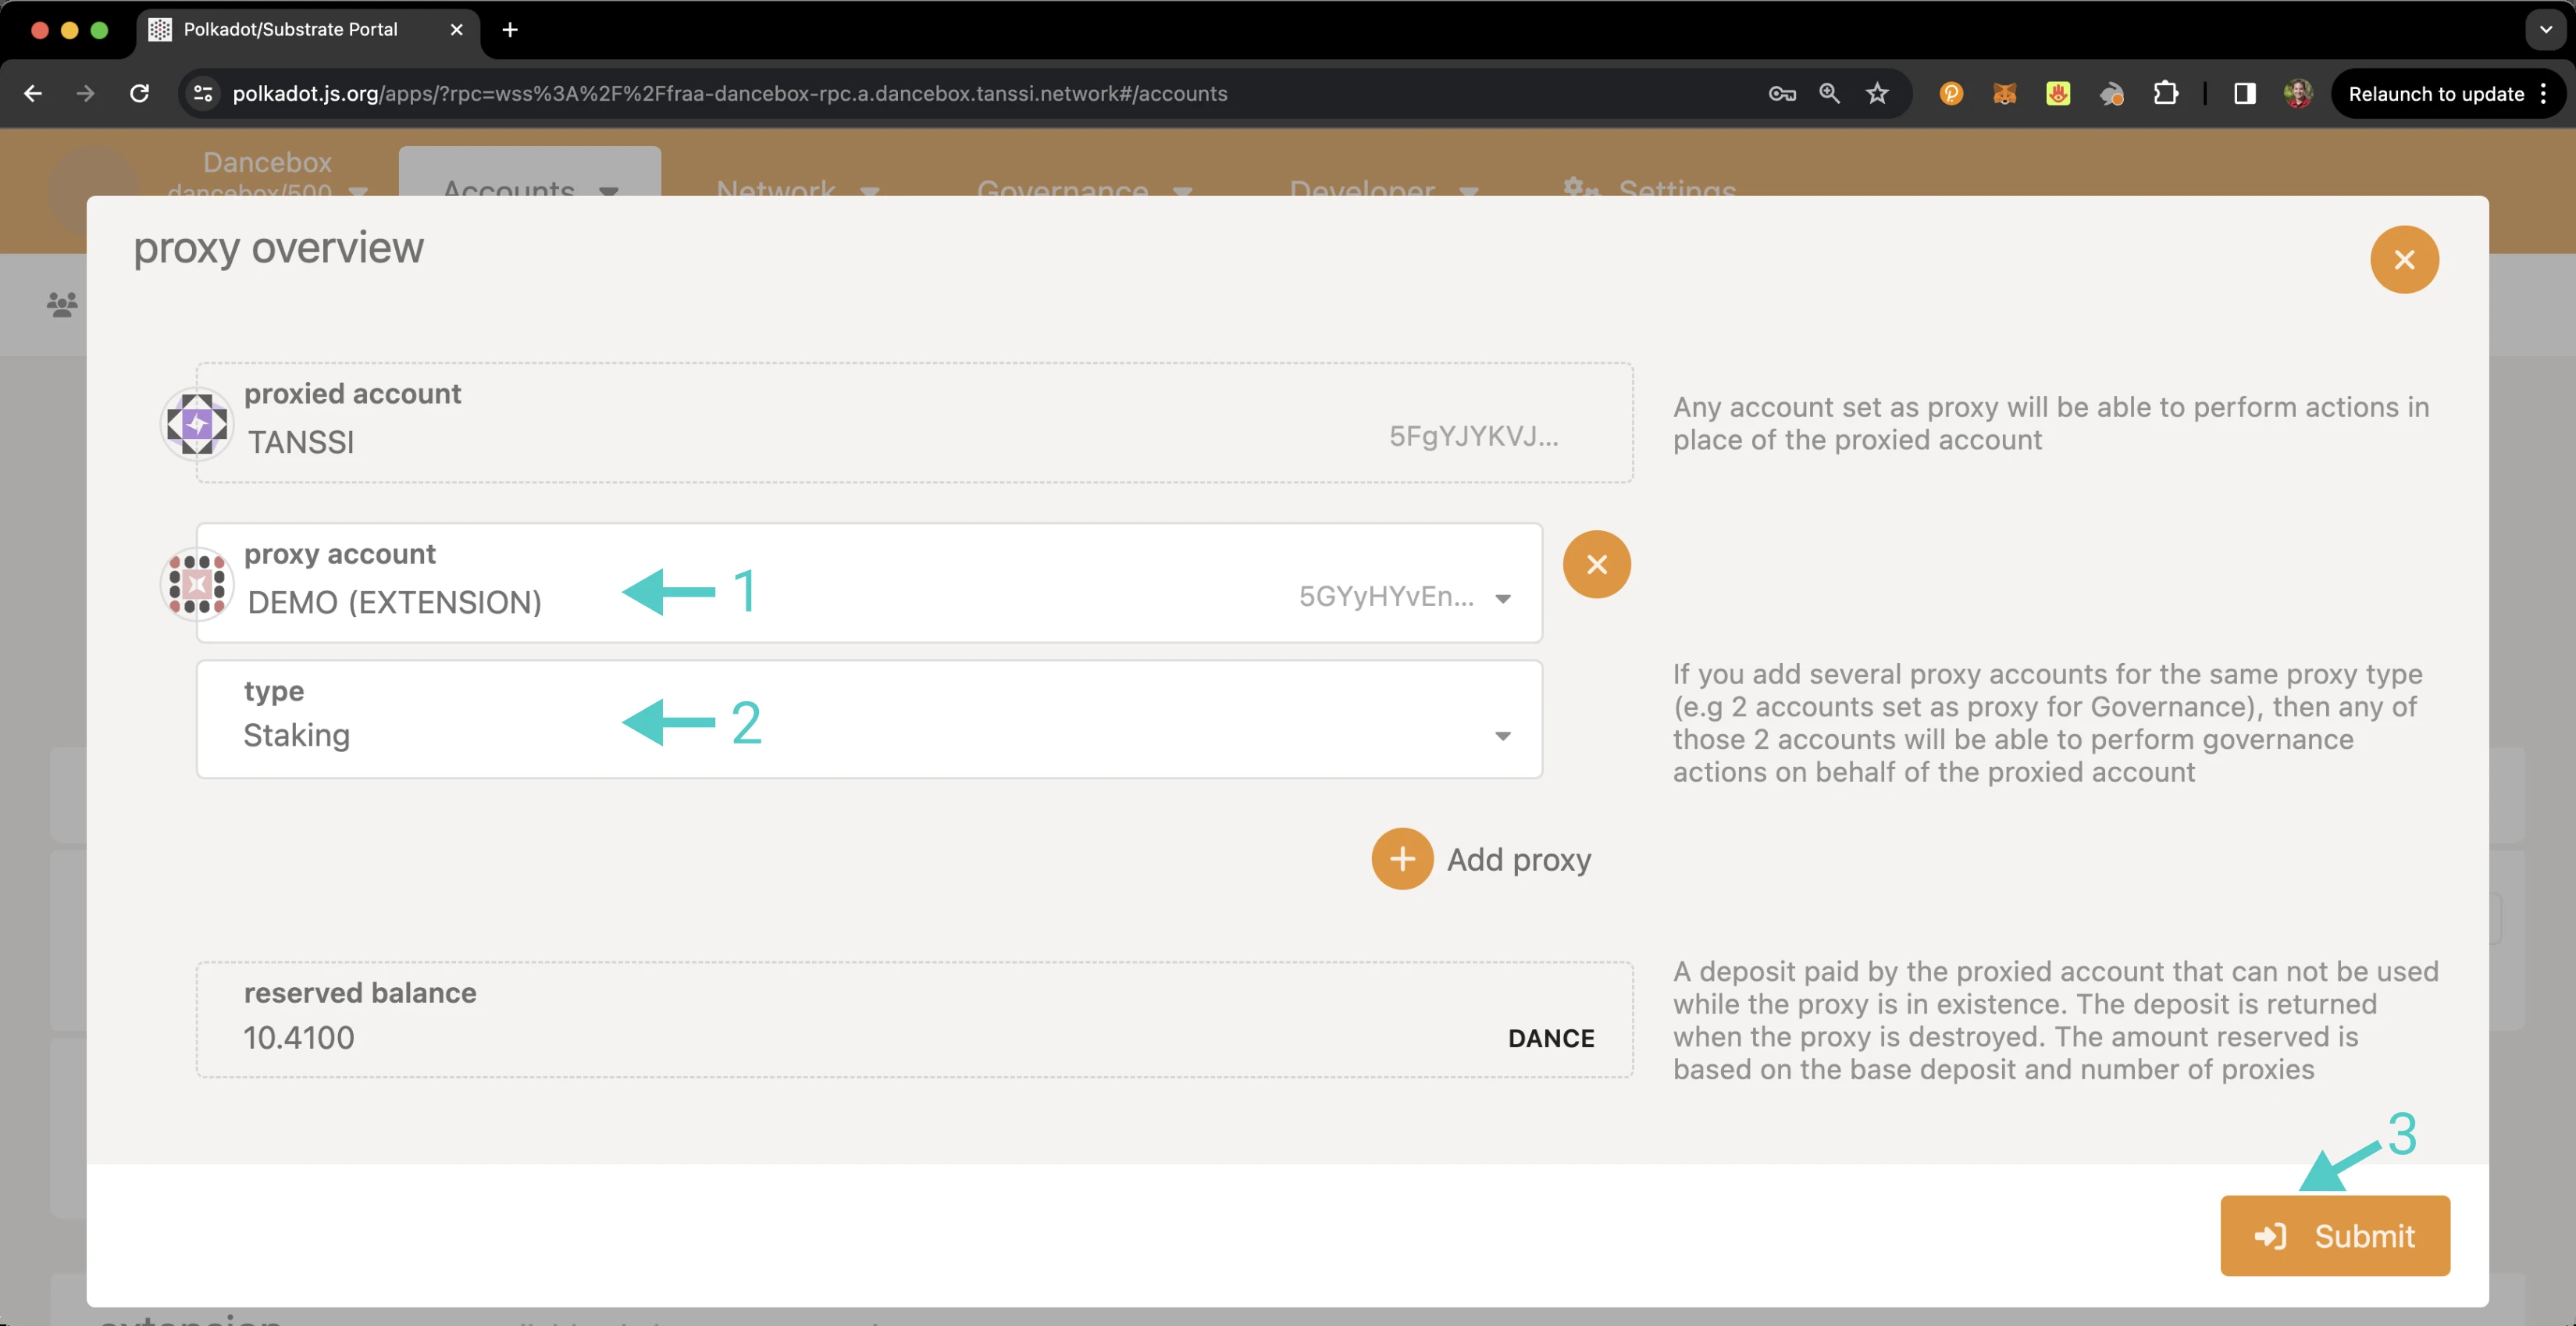 Polkadot/Substrate Portal
polkadot.js.org/apps/?rpc=wss%3A%2F%2Ffraa-dancebox-rpc.a.dancebox.tanssi.network#/accounts
Relaunch to update
Dancebox
dancebox/500
Accounts
Network
Governance
Developer
Settings
proxy overview
proxied account
TANSSI
5FgYJYKVJ...
Any account set as proxy will be able to perform actions in
place of the proxied account
proxy account
DEMO (EXTENSION)
1
5GYyHYvEn...
type
Staking
2
If you add several proxy accounts for the same proxy type
(e.g 2 accounts set as proxy for Governance), then any of
those 2 accounts will be able to perform governance
actions on behalf of the proxied account
Add proxy
reserved balance
10.4100
DANCE
A deposit paid by the proxied account that can not be used
while the proxy is in existence. The deposit is returned
when the proxy is destroyed. The amount reserved is
based on the base deposit and number of proxies
3
Submit
extension